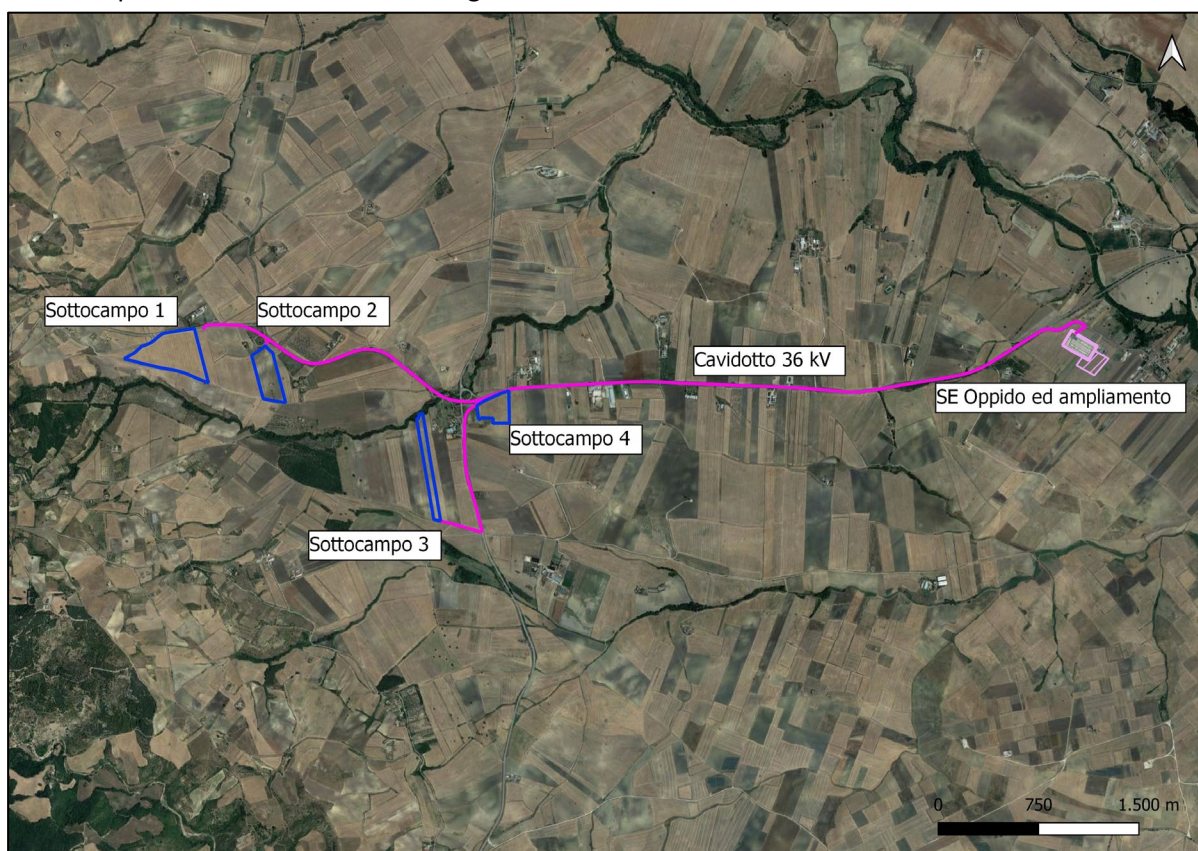 Sottocampo 1
Sottocampo 2
Cavidotto 36 kV
SE Oppido ed ampliamento
Sottocampo 4
Sottocampo 3
0 750 1.500 m